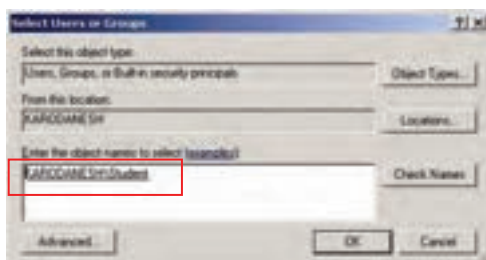 Select Users or Groups
Select this object type:
Users, Groups, or Built-in security principals
Object Types...
From this location:
KARODANESH
Locations...
Enter the object names to select (examples):
KARODANESH\Student
Check Names
Advanced...
OK
Cancel